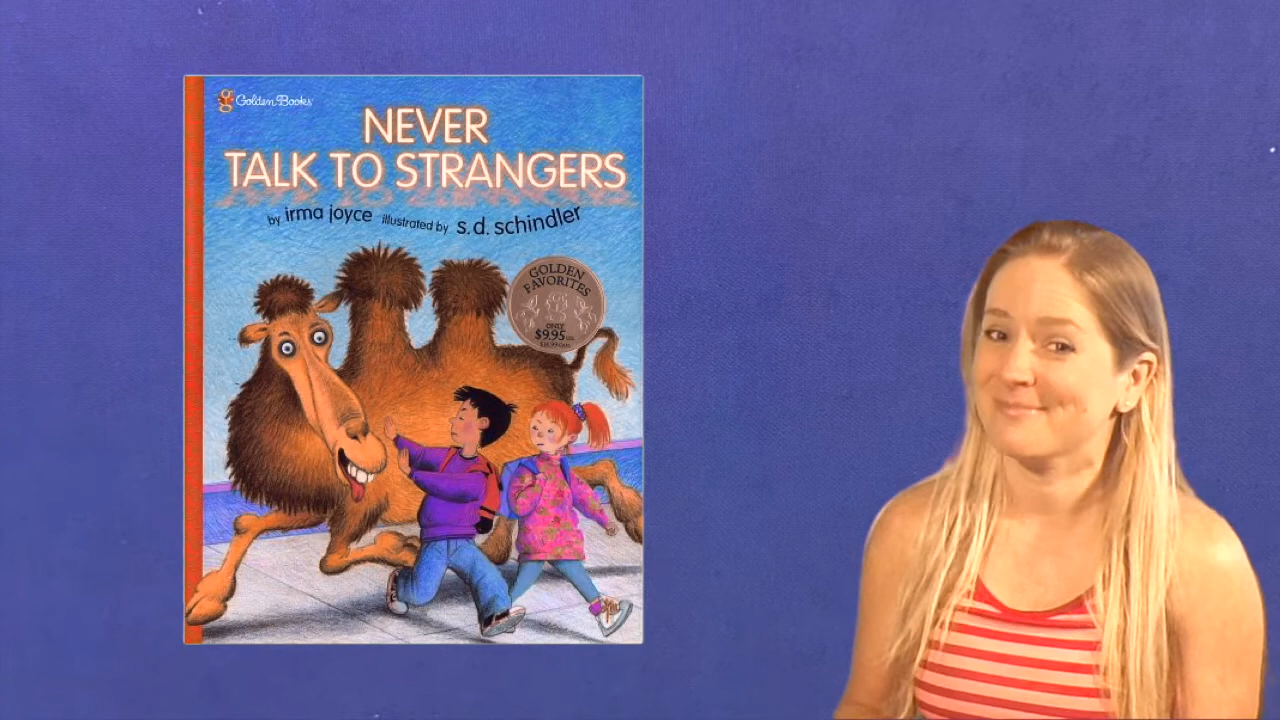 Golden Books
NEVER
TALK TO STRANGERS
by irma joyce illustrated by s.d. schindler
GOLDEN
FAVORITES
ONLY
$9.95 U.S.